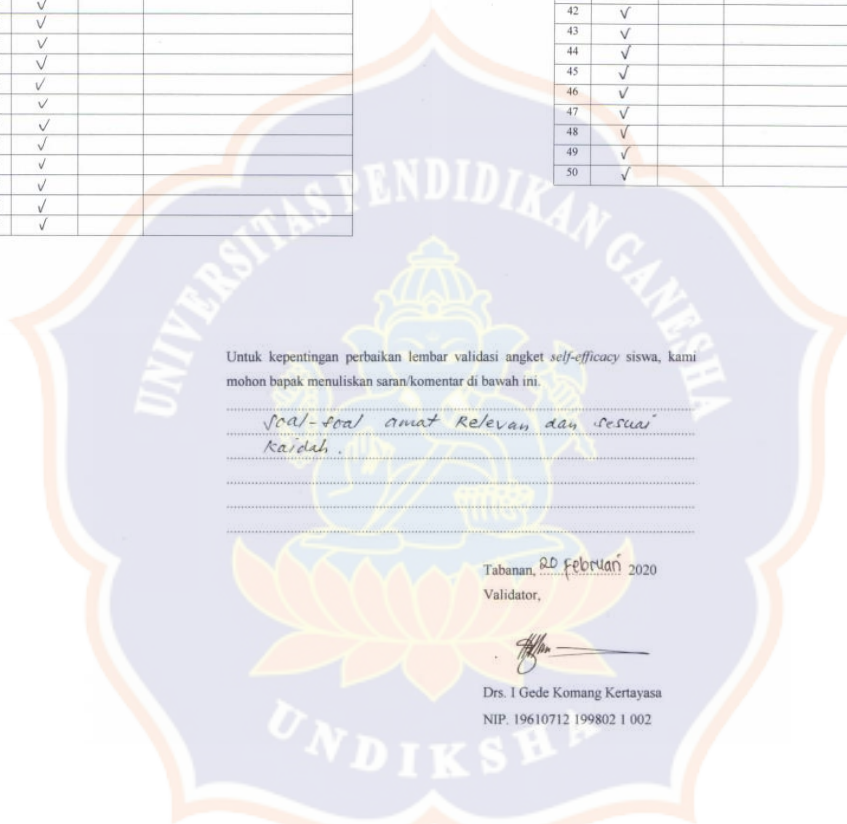 √
√
√
√
√
√
√
√
√
√
√
√
42 √
43 √
44 √
45 √
46 √
47 √
48 √
49 √
50 √
UNIVERSITAS PENDIDIKAN GANESHA
Untuk kepentingan perbaikan lembar validasi angket self-efficacy siswa, kami
mohon bapak menuliskan saran/komentar di bawah ini.
Soal-soal amat Relevan dan sesuai
Kaidah.
Tabanan, 20 Februari 2020
Validator,
Drs. I Gede Komang Kertayasa
NIP. 19610712 199802 1 002
UNDIKSHA